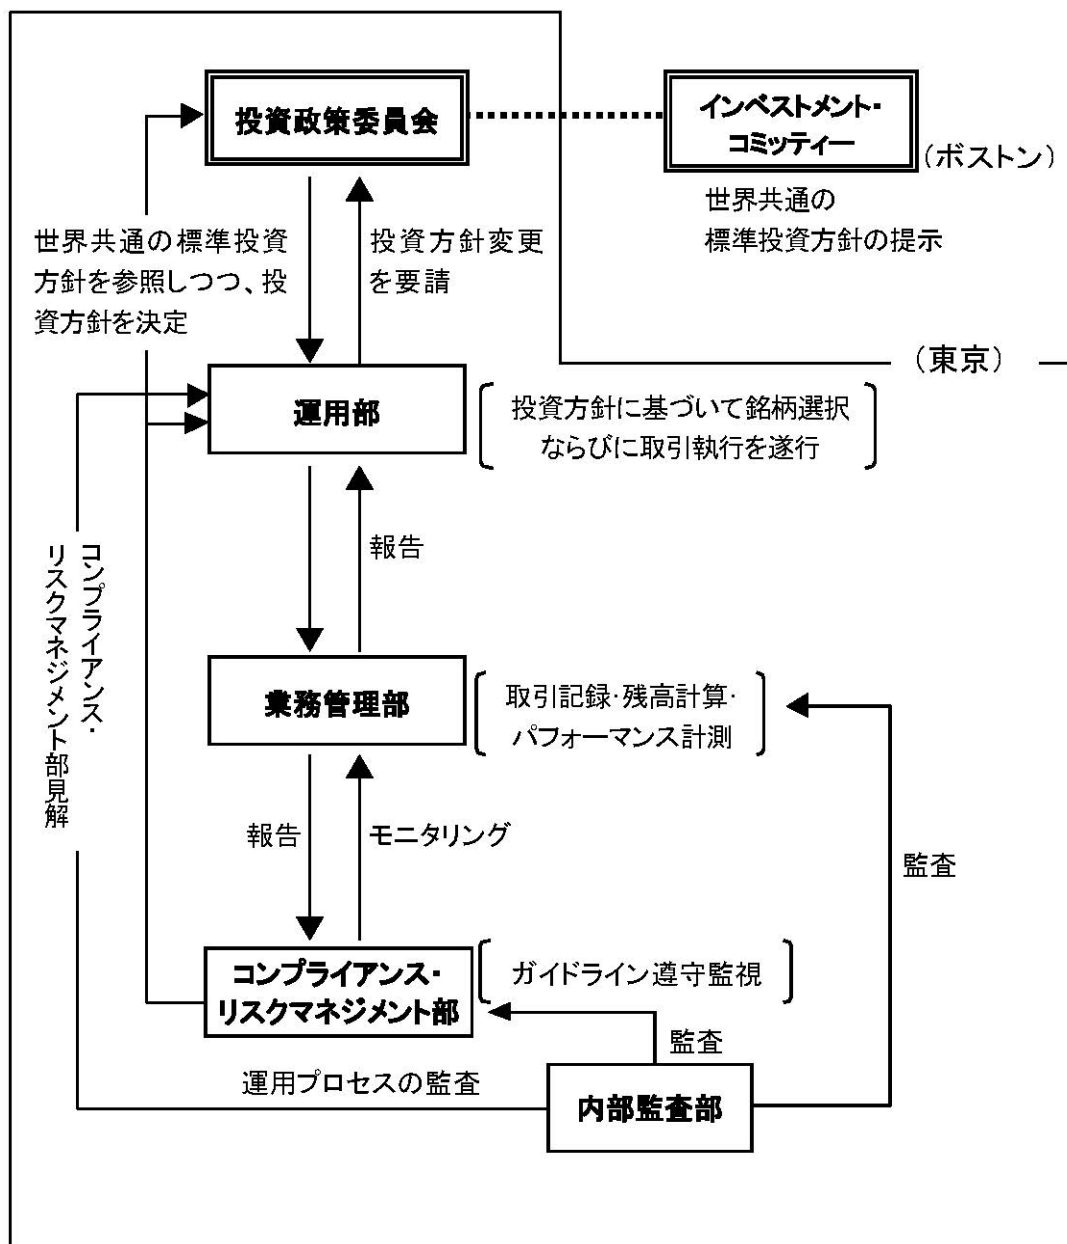 投資政策委員会
インベストメント・
コミッティー
（ボストン）
世界共通の
標準投資方針の提示
世界共通の標準投資
方針を参照しつつ、投
資方針を決定
投資方針変更
を要請
（東京）
運用部
投資方針に基づいて銘柄選択
ならびに取引執行を遂行
報告
コンプライアンス・
リスクマネジメント部見解
業務管理部
取引記録・残高計算・
パフォーマンス計測
報告
モニタリング
監査
コンプライアンス・
リスクマネジメント部
ガイドライン遵守監視
監査
運用プロセスの監査
内部監査部